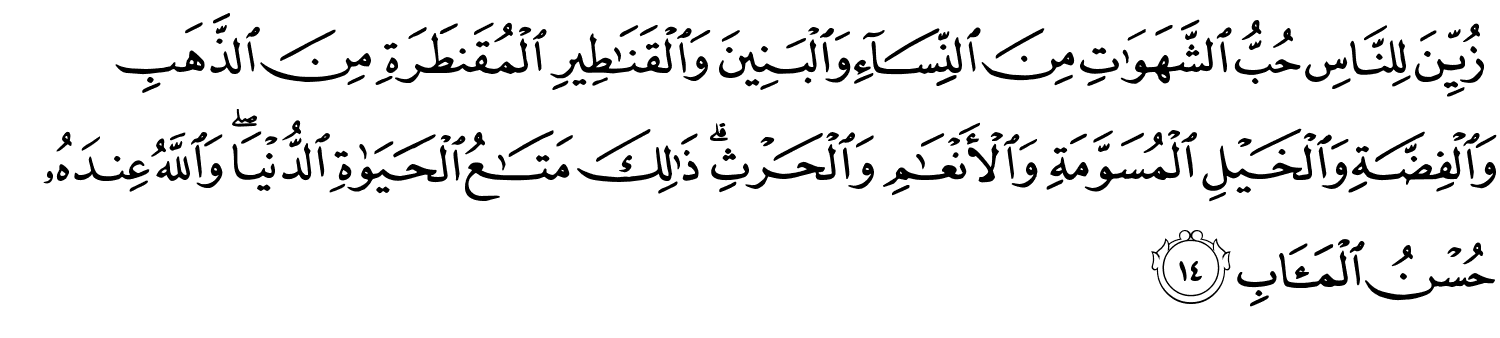 زُيِّنَ لِلنَّاسِ حُبُّ ٱلشَّهَوَٰتِ مِنَ ٱلنِّسَآءِ وَٱلْبَنِينَ وَٱلْقَنَٰطِيرِ ٱلْمُقَنطَرَةِ مِنَ ٱلذَّهَبِ
وَٱلْفِضَّةِ وَٱلْخَيْلِ ٱلْمُسَوَّمَةِ وَٱلْأَنْعَٰمِ وَٱلْحَرْثِ ۗ ذَٰلِكَ مَتَٰعُ ٱلْحَيَوٰةِ ٱلدُّنْيَا ۖ وَٱللَّهُ عِندَهُۥ
حُسْنُ ٱلْمَـَٔابِ ١٤